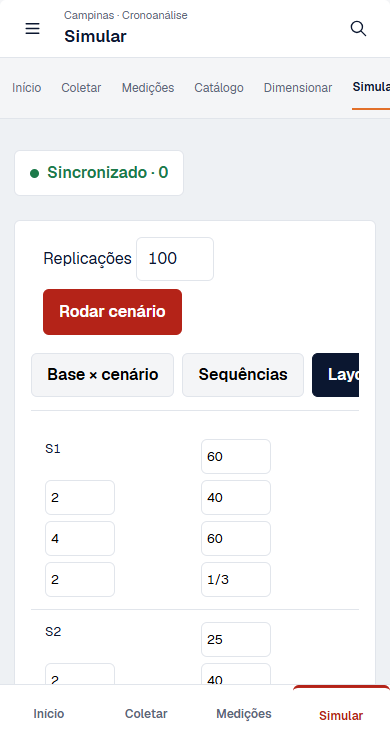 Campinas · Cronoanálise
Simular
Início Coletar Medições Catálogo Dimensionar Simula
Sincronizado · 0
Replicações 100
Rodar cenário
Base × cenário Sequências Layo
S1 60
2 40
4 60
2 1/3
S2 25
2 40
Início Coletar Medições Simular